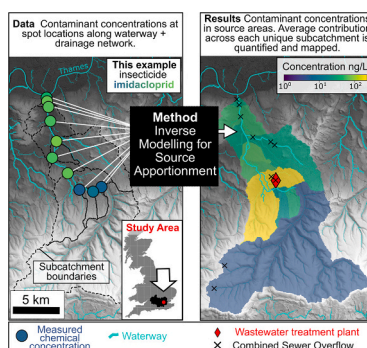 Data Contaminant concentrations at
spot locations along waterway +
drainage network.
Thames
This example
insecticide
imidacloprid
Method
Inverse
Modelling for
Source
Apportionment
Subcatchment
boundaries
5 km
Study Area
Results Contaminant concentrations
in source areas. Average contribution
across each unique subcatchment is
quantified and mapped.
Concentration ng/L
10⁰ 10¹ 10²
Measured
chemical
concentration
Waterway
Wastewater treatment plant
Combined Sewer Overflow